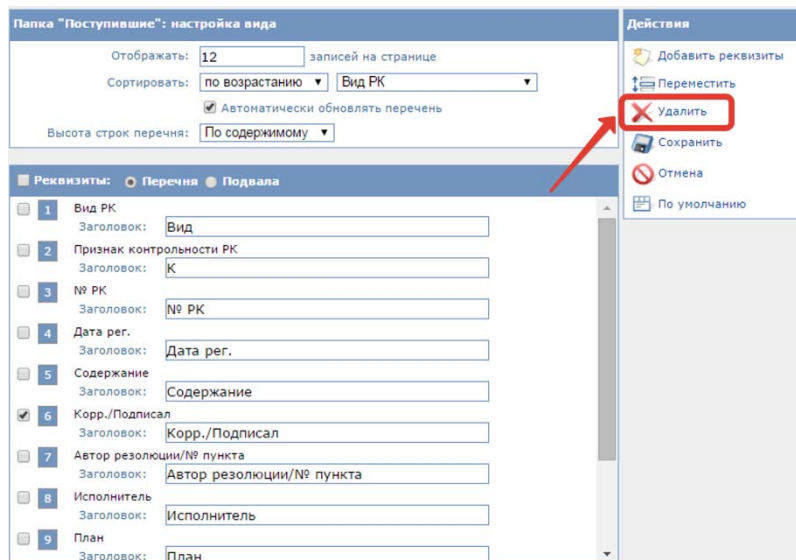 Папка "Поступившие": настройка вида
Отображать: 12 записей на странице
Сортировать: по возрастанию Вид РК
Автоматически обновлять перечень
Высота строк перечня: По содержимому
Реквизиты: Перечня Подвала
1 Вид РК
Заголовок: Вид
2 Признак контрольности РК
Заголовок: К
3 № РК
Заголовок: № РК
4 Дата рег.
Заголовок: Дата рег.
5 Содержание
Заголовок: Содержание
6 Корр./Подписал
Заголовок: Корр./Подписал
7 Автор резолюции/№ пункта
Заголовок: Автор резолюции/№ пункта
8 Исполнитель
Заголовок: Исполнитель
9 План
Заголовок: План
Действия
Добавить реквизиты
Переместить
Удалить
Сохранить
Отмена
По умолчанию